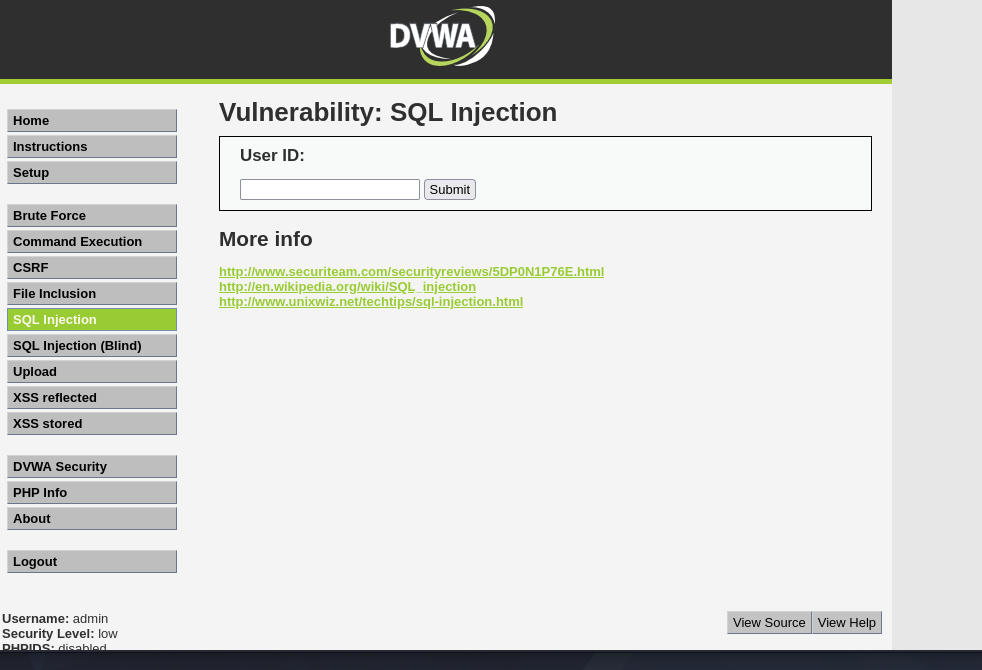 DVWA
Home
Instructions
Setup
Brute Force
Command Execution
CSRF
File Inclusion
SQL Injection
SQL Injection (Blind)
Upload
XSS reflected
XSS stored
DVWA Security
PHP Info
About
Logout
Vulnerability: SQL Injection
User ID:
Submit
More info
http://www.securiteam.com/securityreviews/5DP0N1P76E.html
http://en.wikipedia.org/wiki/SQL_injection
http://www.unixwiz.net/techtips/sql-injection.html
Username: admin
Security Level: low
PHPIDS: disabled
View Source View Help